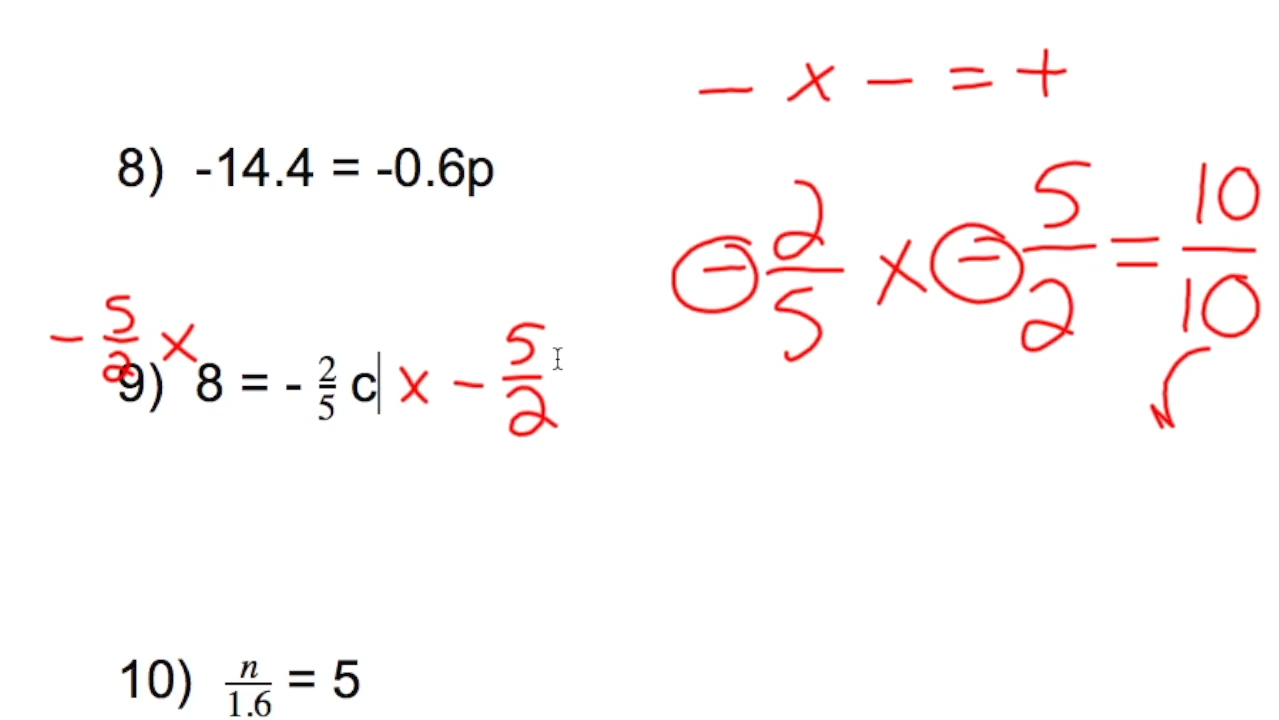 - x - = +
8) -14.4 = -0.6p
- 2/5 x - 5/2 = 10/10 √
- 5/2 x
9) 8 = - 2/5 c x - 5/2
10) n/1.6 = 5